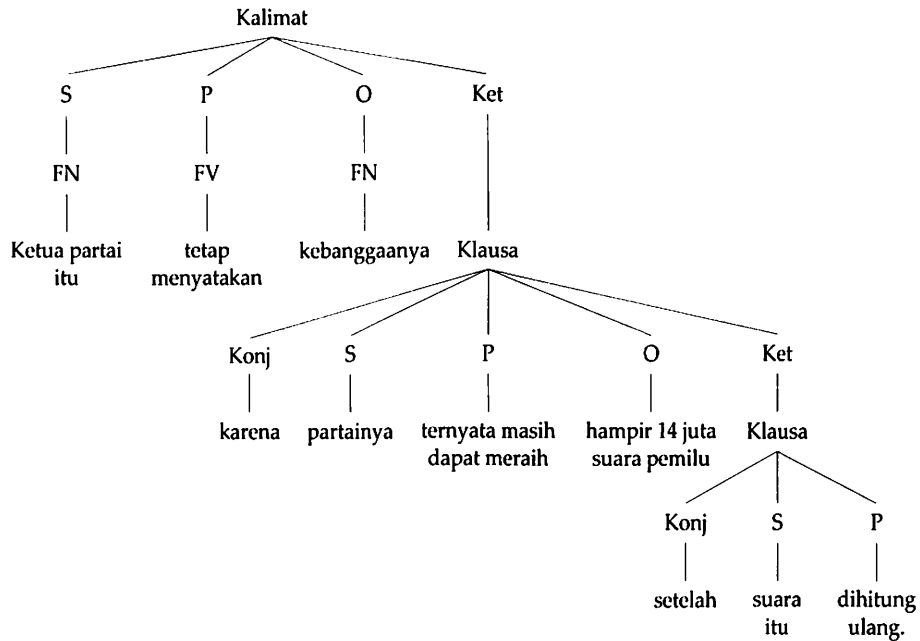 Kalimat
S P O Ket
FN FV FN
Ketua partai tetap kebanggaanya Klausa
itu menyatakan
Konj S P O Ket
karena partainya ternyata masih hampir 14 juta Klausa
dapat meraih suara pemilu
Konj S P
setelah suara dihitung
itu ulang.